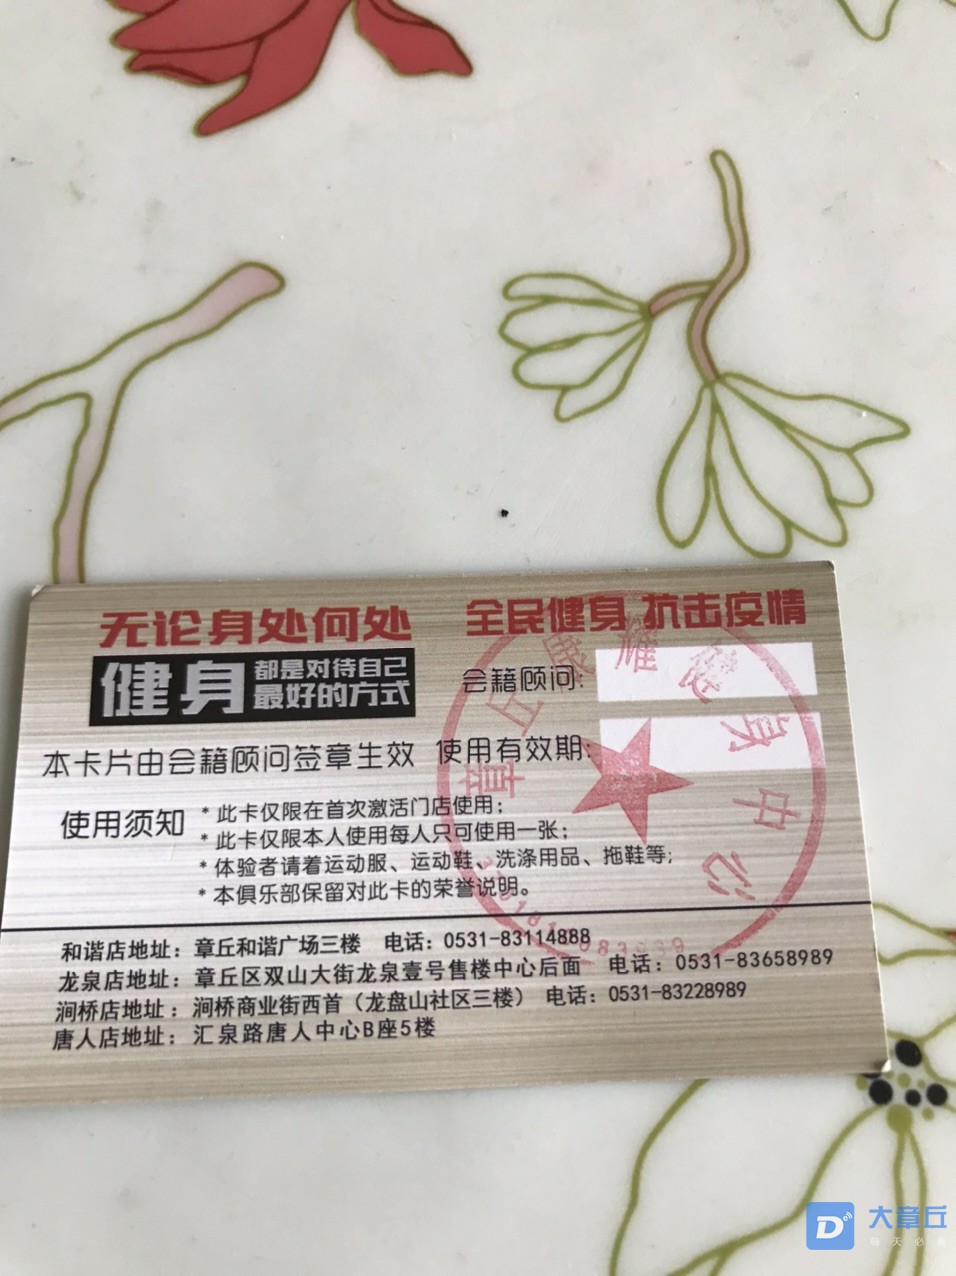 无论身处何处
健身 都是对待自己
最好的方式
全民健身 抗击疫情
会籍顾问:
本卡片由会籍顾问签章生效 使用有效期:
使用须知
* 此卡仅限在首次激活门店使用;
* 此卡仅限本人使用每人只可使用一张;
* 体验者请着运动服、运动鞋、洗涤用品、拖鞋等;
* 本俱乐部保留对此卡的荣誉说明。
和谐店地址: 章丘和谐广场三楼 电话: 0531-83114888
龙泉店地址: 章丘区双山大街龙泉壹号售楼中心后面 电话: 0531-83658989
涧桥店地址: 涧桥商业街西首 (龙盘山社区三楼) 电话: 0531-83228989
唐人店地址: 汇泉路唐人中心B座5楼
章丘 耀健身中心
D 大章丘
每天必